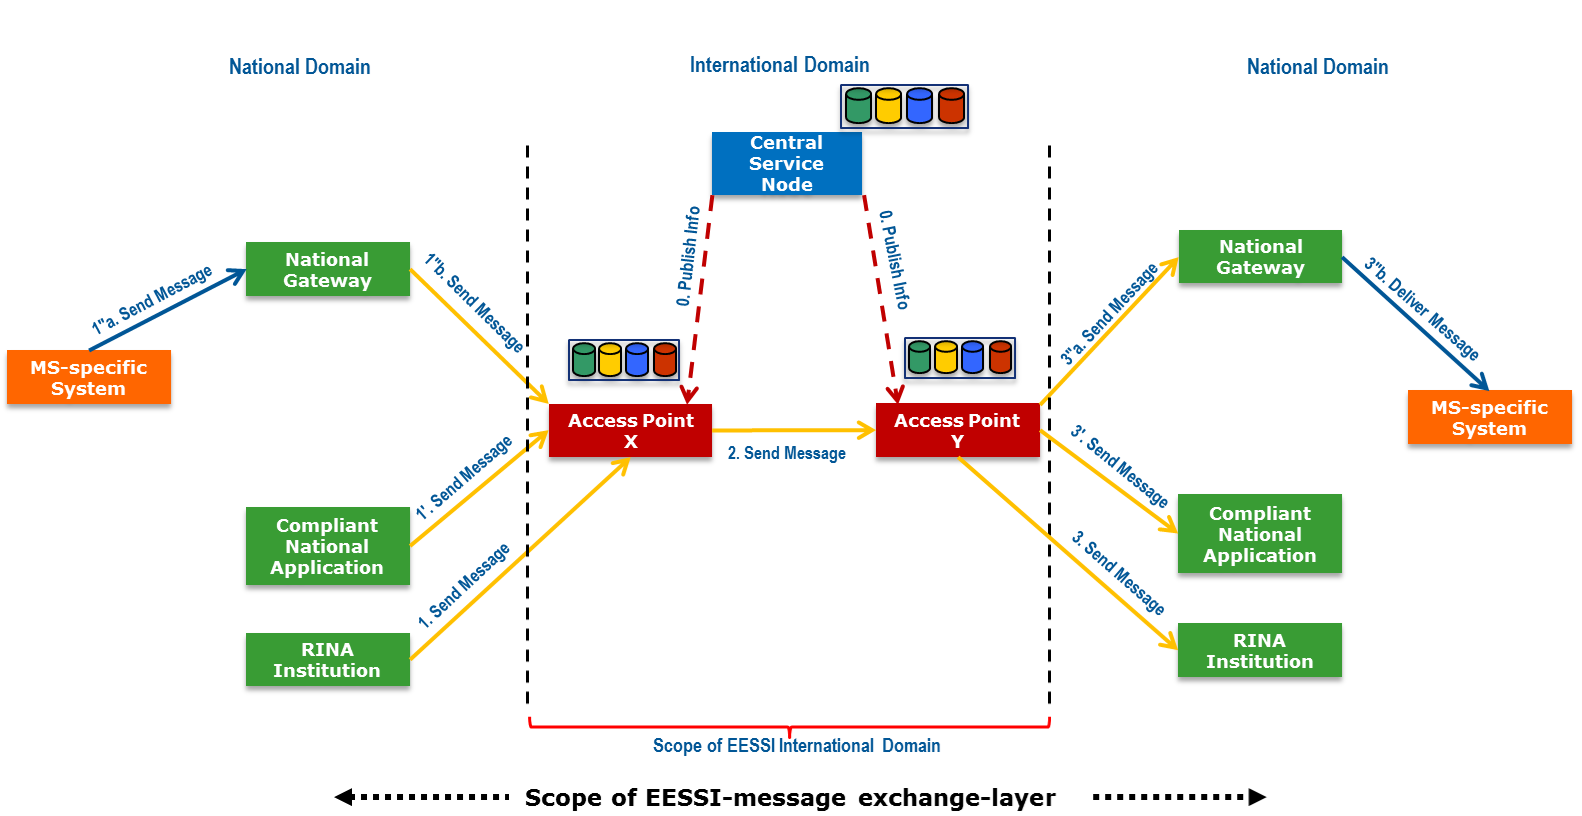 National Domain
International Domain
National Domain
Central
Service
Node
0. Publish Info
0. Publish Info
National
Gateway
1"a. Send Message
1"b. Send Message
MS-specific
System
National
Gateway
3"a. Send Message
3"b. Deliver Message
MS-specific
System
Access Point
X
2. Send Message
Access Point
Y
1'. Send Message
Compliant
National
Application
1. Send Message
RINA
Institution
3'. Send Message
Compliant
National
Application
3. Send Message
RINA
Institution
Scope of EESSI International Domain
Scope of EESSI-message exchange-layer